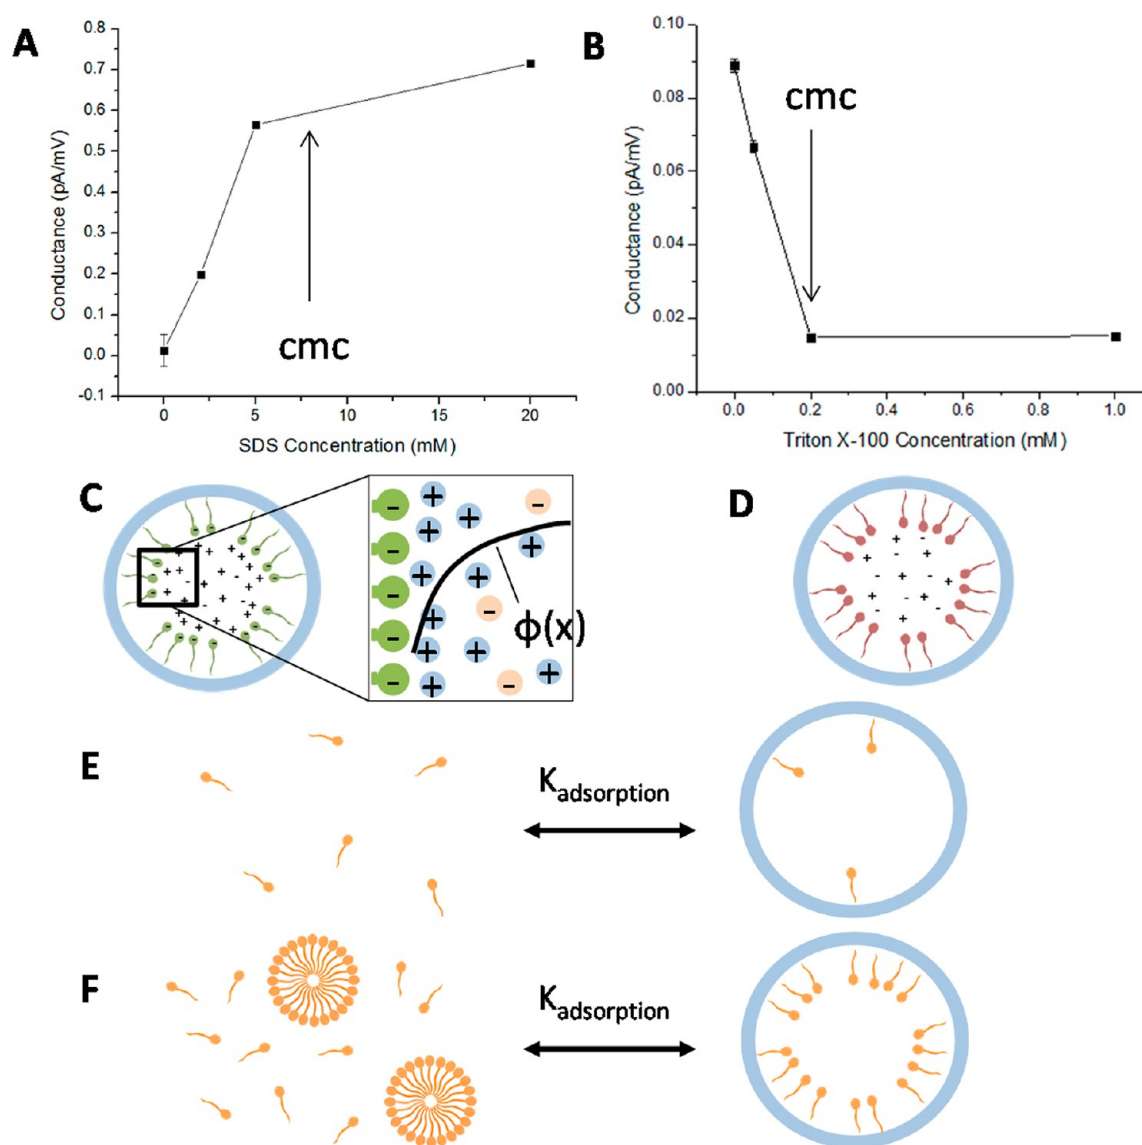 A
0.8
0.7
0.6
0.5
0.4
0.3
0.2
0.1
0.0
-0.1
Conductance (pA/mV)
cmc
0
5
10
15
20
SDS Concentration (mM)
B
0.10
0.08
0.06
0.04
0.02
0.00
Conductance (pA/mV)
cmc
0.0
0.2
0.4
0.6
0.8
1.0
Triton X-100 Concentration (mM)
C
ϕ(x)
D
E
Kadsorption
F
Kadsorption